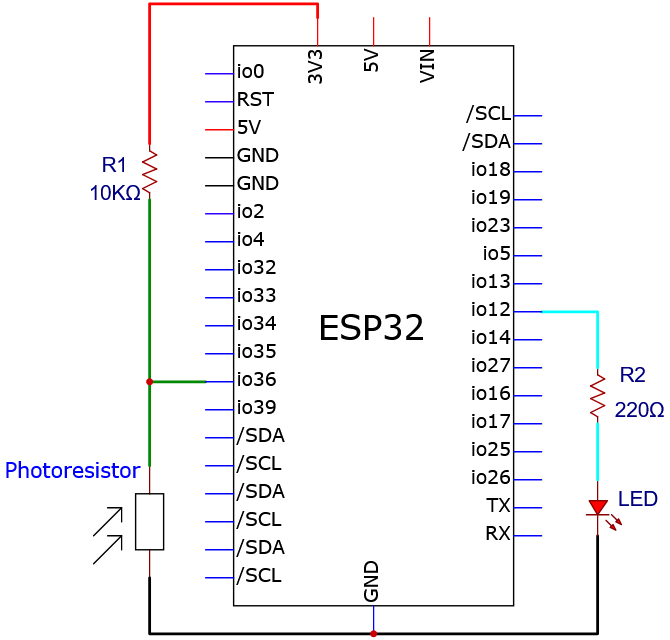 3V3
5V
VIN
io0
RST
5V
GND
GND
io2
io4
io32
io33
io34
io35
io36
io39
/SDA
/SCL
/SDA
/SCL
/SDA
/SCL
R1
10KΩ
Photoresistor
ESP32
/SCL
/SDA
io18
io19
io23
io5
io13
io12
io14
io27
io16
io17
io25
io26
TX
RX
R2
220Ω
LED
GND